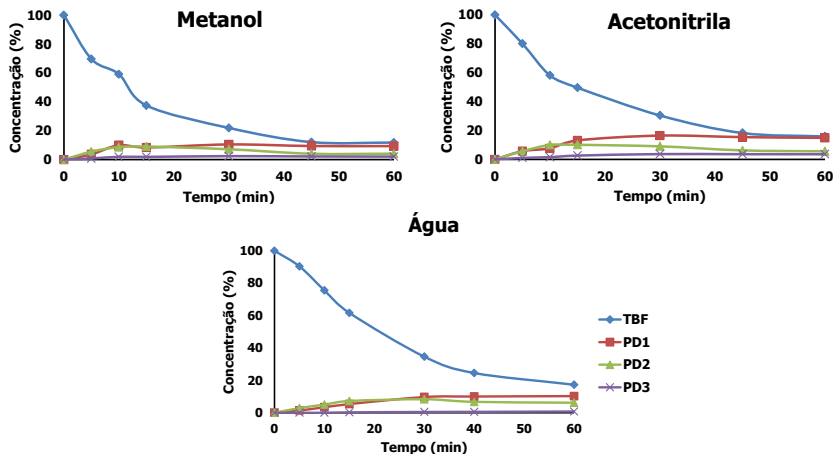 Metanol
Concentração (%)
100
80
60
40
20
0
0 10 20 30 40 50 60
Tempo (min)
Acetonitrila
Concentração (%)
100
80
60
40
20
0
0 10 20 30 40 50 60
Tempo (min)
Água
Concentração (%)
100
80
60
40
20
0
0 10 20 30 40 50 60
Tempo (min)
TBF
PD1
PD2
PD3